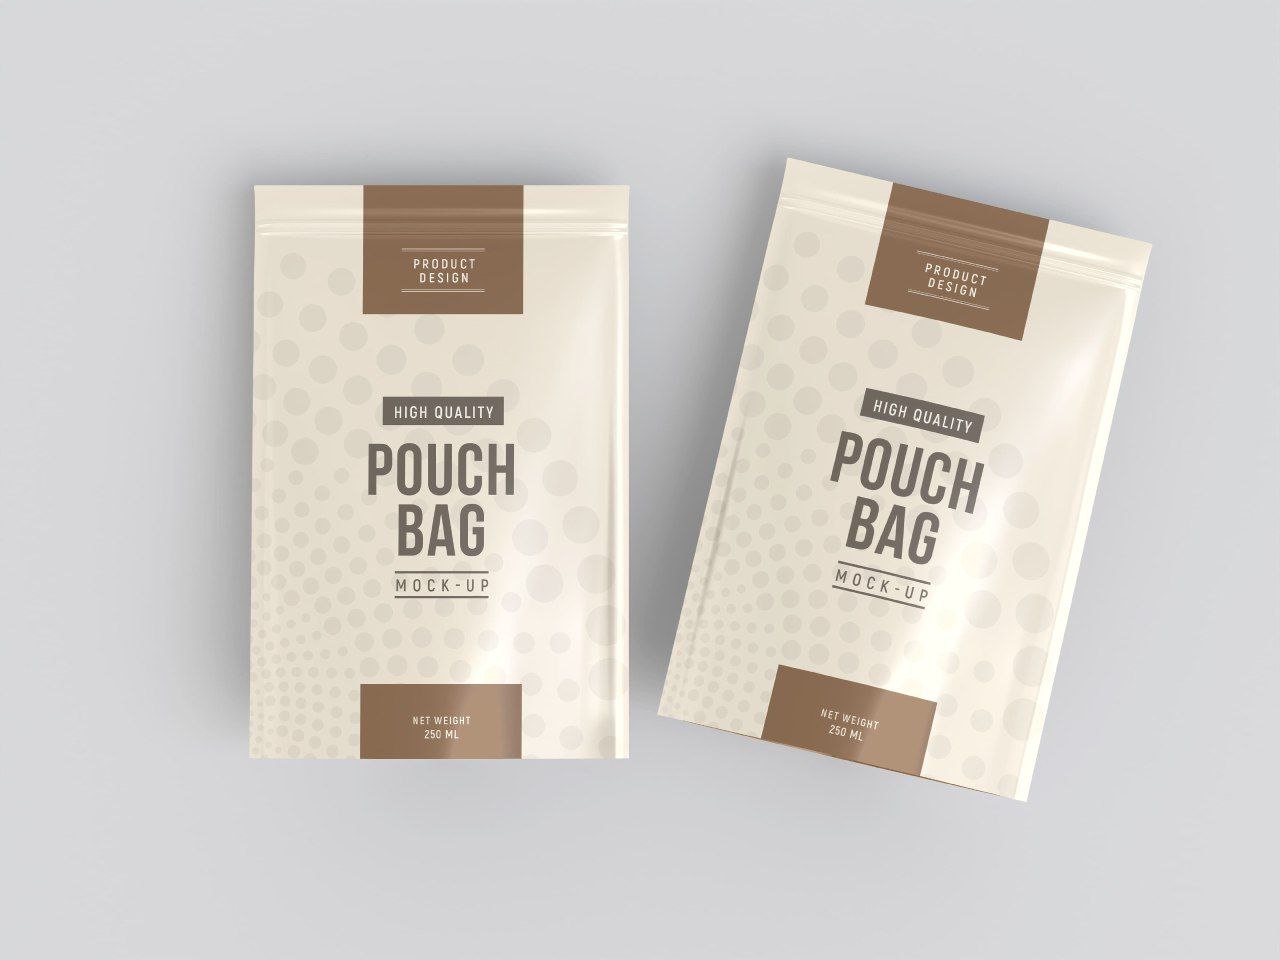 PRODUCT
DESIGN
HIGH QUALITY
POUCH
BAG
MOCK-UP
NET WEIGHT
250 ML
PRODUCT
DESIGN
HIGH QUALITY
POUCH
BAG
MOCK-UP
NET WEIGHT
250 ML